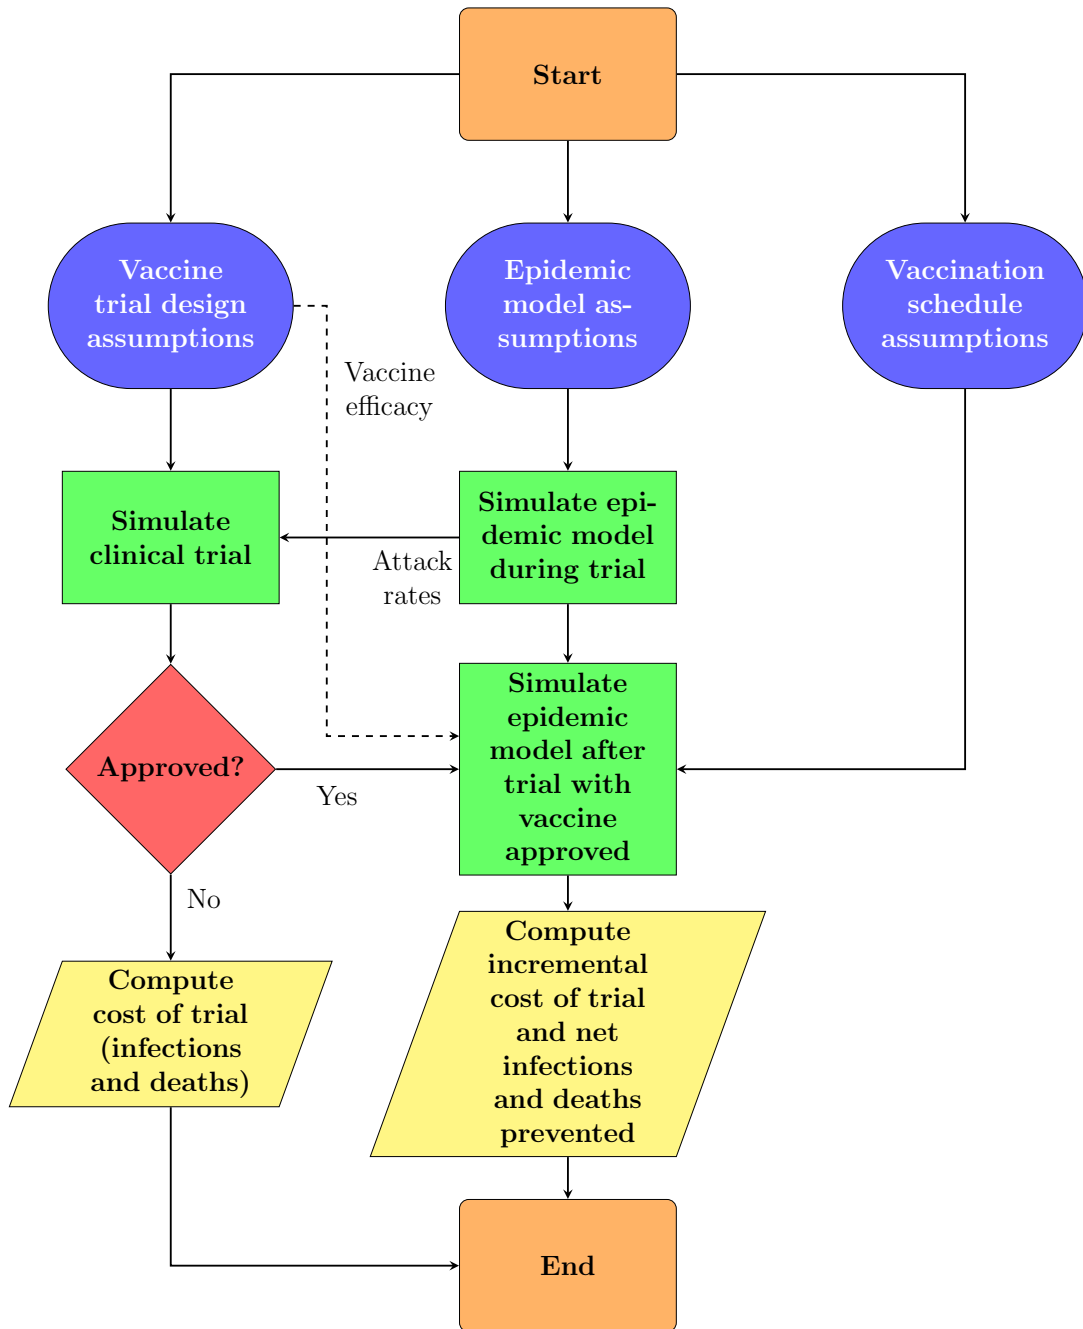 Start
Vaccine
trial design
assumptions
Epidemic
model as-
sumptions
Vaccination
schedule
assumptions
Vaccine
efficacy
Simulate
clinical trial
Simulate epi-
demic model
during trial
Attack
rates
Approved?
Yes
No
Simulate
epidemic
model after
trial with
vaccine
approved
Compute
cost of trial
(infections
and deaths)
Compute
incremental
cost of trial
and net
infections
and deaths
prevented
End